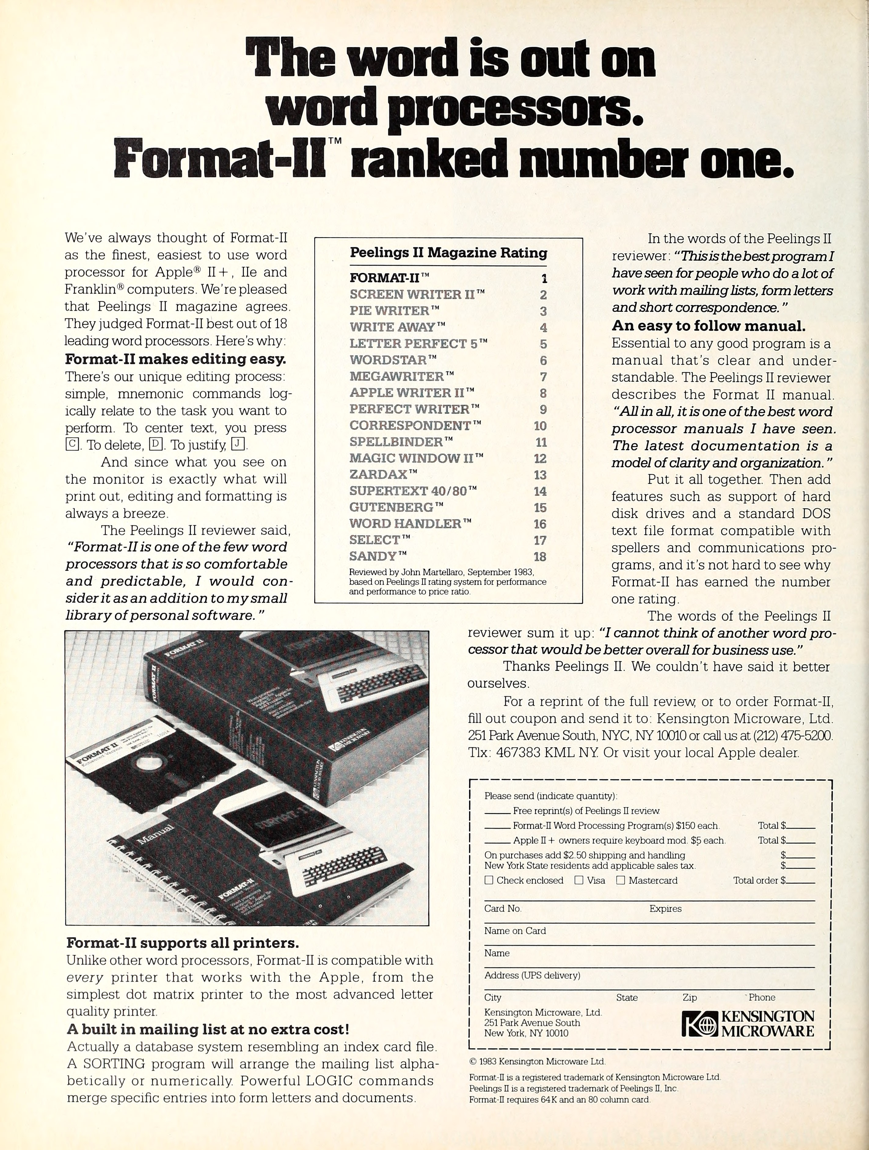 The word is out on
word processors.
Format-II™ ranked number one.
We've always thought of Format-II
as the finest, easiest to use word
processor for Apple® II+, IIe and
Franklin® computers. We're pleased
that Peelings II magazine agrees.
They judged Format-II best out of 18
leading word processors. Here's why:
Format-II makes editing easy.
There's our unique editing process:
simple, mnemonic commands log-
ically relate to the task you want to
perform. To center text, you press
C. To delete, D. To justify, J.
And since what you see on
the monitor is exactly what will
print out, editing and formatting is
always a breeze.
The Peelings II reviewer said,
"Format-II is one of the few word
processors that is so comfortable
and predictable, I would con-
sider it as an addition to my small
library of personal software."
Peelings II Magazine Rating
FORMAT-II™ 1
SCREEN WRITER II™ 2
PIE WRITER™ 3
WRITE AWAY™ 4
LETTER PERFECT 5™ 5
WORDSTAR™ 6
MEGAWRITER™ 7
APPLE WRITER II™ 8
PERFECT WRITER™ 9
CORRESPONDENT™ 10
SPELLBINDER™ 11
MAGIC WINDOW II™ 12
ZARDAX™ 13
SUPERTEXT 40/80™ 14
GUTENBERG™ 15
WORD HANDLER™ 16
SELECT™ 17
SANDY™ 18
Reviewed by John Martellaro, September 1983,
based on Peelings II rating system for performance
and performance to price ratio.
In the words of the Peelings II
reviewer: "This is the best program I
have seen for people who do a lot of
work with mailing lists, form letters
and short correspondence."
An easy to follow manual.
Essential to any good program is a
manual that's clear and under-
standable. The Peelings II reviewer
describes the Format II manual.
"All in all, it is one of the best word
processor manuals I have seen.
The latest documentation is a
model of clarity and organization."
Put it all together. Then add
features such as support of hard
disk drives and a standard DOS
text file format compatible with
spellers and communications pro-
grams, and it's not hard to see why
Format-II has earned the number
one rating.
The words of the Peelings II
reviewer sum it up: "I cannot think of another word pro-
cessor that would be better overall for business use."
Thanks Peelings II. We couldn't have said it better
ourselves.
For a reprint of the full review, or to order Format-II,
fill out coupon and send it to: Kensington Microware, Ltd.
251 Park Avenue South, NYC, NY 10010 or call us at (212) 475-5200.
Tlx: 467383 KML NY. Or visit your local Apple dealer.
FORMAT II
FORMAT II
FORMAT II
Manual
FORMAT-II
FORMAT-II
Format-II supports all printers.
Unlike other word processors, Format-II is compatible with
every printer that works with the Apple, from the
simplest dot matrix printer to the most advanced letter
quality printer.
A built in mailing list at no extra cost!
Actually a database system resembling an index card file.
A SORTING program will arrange the mailing list alpha-
betically or numerically. Powerful LOGIC commands
merge specific entries into form letters and documents.
Please send (indicate quantity):
Free reprint(s) of Peelings II review
Format-II Word Processing Program(s) $150 each. Total $
Apple II + owners require keyboard mod. $5 each. Total $
On purchases add $2.50 shipping and handling $
New York State residents add applicable sales tax. $
Check enclosed Visa Mastercard Total order $
Card No. Expires
Name on Card
Name
Address (UPS delivery)
City State Zip Phone
Kensington Microware, Ltd.
251 Park Avenue South
New York, NY 10010
KENSINGTON
MICROWARE
© 1983 Kensington Microware Ltd.
Format-II is a registered trademark of Kensington Microware Ltd.
Peelings II is a registered trademark of Peelings II, Inc.
Format-II requires 64K and an 80 column card.